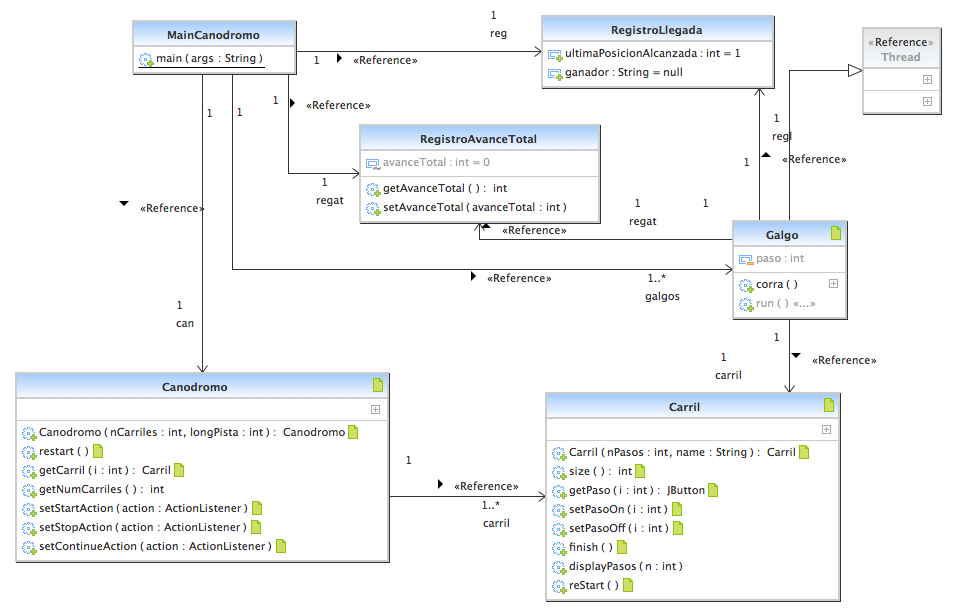 MainCanodromo
main ( args : String )
1
reg
1
«Reference»
RegistroLlegada
ultimaPosicionAlcanzada : int = 1
ganador : String = null
«Reference»
Thread
1
1
1
«Reference»
RegistroAvanceTotal
avanceTotal : int = 0
getAvanceTotal ( ) : int
setAvanceTotal ( avanceTotal : int )
1
regat
1
regl
1
«Reference»
«Reference»
1
regat
1
«Reference»
Galgo
paso : int
corra ( )
run ( ) «...»
«Reference»
1..*
galgos
1
can
1
«Reference»
1
carril
Canodromo
Canodromo ( nCarriles : int, longPista : int ) : Canodromo
restart ( )
getCarril ( i : int ) : Carril
getNumCarriles ( ) : int
setStartAction ( action : ActionListener )
setStopAction ( action : ActionListener )
setContinueAction ( action : ActionListener )
1
«Reference»
1..*
carril
Carril
Carril ( nPasos : int, name : String ) : Carril
size ( ) : int
getPaso ( i : int ) : JButton
setPasoOn ( i : int )
setPasoOff ( i : int )
finish ( )
displayPasos ( n : int )
reStart ( )